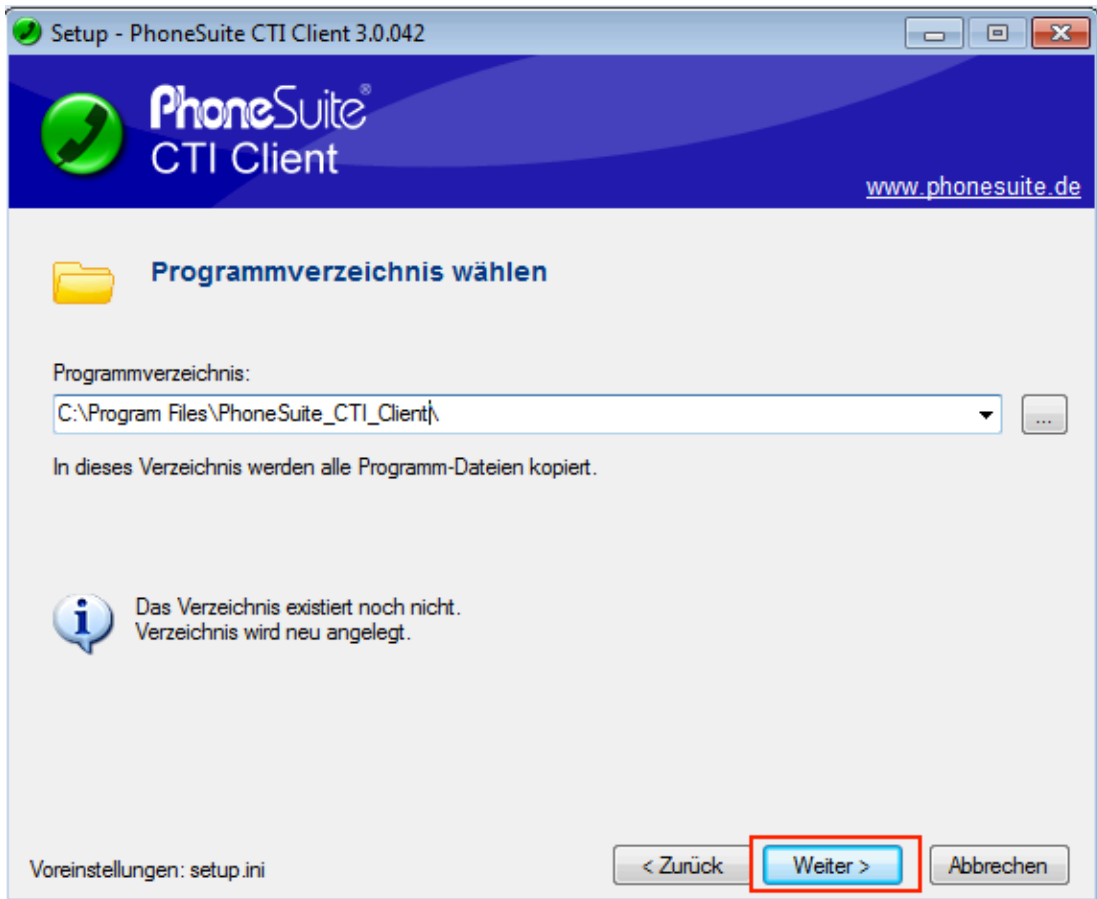 Setup - PhoneSuite CTI Client 3.0.042
PhoneSuite®
CTI Client
www.phonesuite.de
Programmverzeichnis wählen
Programmverzeichnis:
C:\Program Files\PhoneSuite_CTI_Client\
...
In dieses Verzeichnis werden alle Programm-Dateien kopiert.
Das Verzeichnis existiert noch nicht.
Verzeichnis wird neu angelegt.
Voreinstellungen: setup.ini
< Zurück
Weiter >
Abbrechen